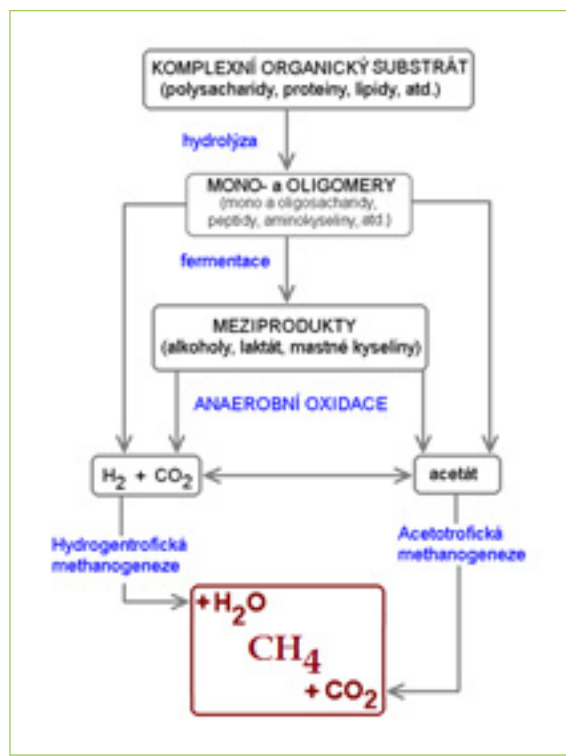 KOMPLEXNÍ ORGANICKÝ SUBSTRÁT
(polysacharidy, proteiny, lipidy, atd.)
hydrolýza
MONO- a OLIGOMERY
(mono a oligosacharidy,
peptidy, aminokyseliny, atd.)
fermentace
MEZIPRODUKTY
(alkoholy, laktát, mastné kyseliny)
ANAEROBNÍ OXIDACE
H2 + CO2
acetát
Hydrogentrofická
methanogeneze
Acetotrofická
methanogeneze
+H2O
CH4
+ CO2